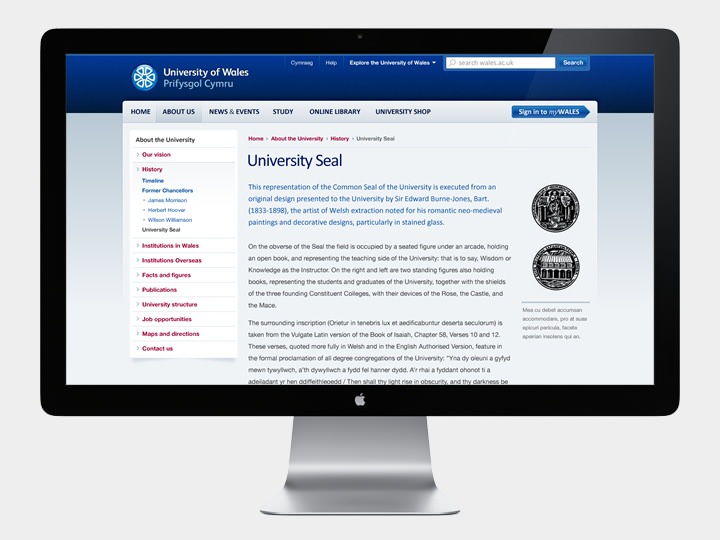 University of Wales
Prifysgol Cymru
Cymraeg Help Explore the University of Wales search wales.ac.uk Search
HOME ABOUT US NEWS & EVENTS STUDY ONLINE LIBRARY UNIVERSITY SHOP Sign in to myWALES
About the University
Our vision
History
Timeline
Former Chancellors
James Morrison
Herbert Hoover
Wilson Williamson
University Seal
Institutions in Wales
Institutions Overseas
Facts and figures
Publications
University structure
Job opportunities
Maps and directions
Contact us
Home > About the University > History > University Seal
University Seal
This representation of the Common Seal of the University is executed from an
original design presented to the University by Sir Edward Burne-Jones, Bart.
(1833-1898), the artist of Welsh extraction noted for his romantic neo-medieval
paintings and decorative designs, particularly in stained glass.
On the obverse of the Seal the field is occupied by a seated figure under an arcade, holding
an open book, and representing the teaching side of the University: that is to say, Wisdom or
Knowledge as the Instructor. On the right and left are two standing figures also holding
books, representing the students and graduates of the University, together with the shields
of the three founding Constituent Colleges, with their devices of the Rose, the Castle, and
the Mace.
The surrounding inscription (Orietur in tenebris lux et aedificabuntur deserta seculorum) is
taken from the Vulgate Latin version of the Book of Isaiah, Chapter 58, Verses 10 and 12.
These verses, quoted more fully in Welsh and in the English Authorised Version, feature in
the formal proclamation of all degree congregations of the University: "Yna dy oleuni a gyfyd
mewn tywyllwch, a'th dywyllwch a fydd fel hanner dydd. A'r rhai a fyddant ohonot ti a
adeiladant yr hen ddiffeithleoedd / Then shall thy light rise in obscurity, and thy darkness be
Mea cu debet accumsan
accommodare, pro at suas
epicuri pericula, facete
aperirian insolens qui an.